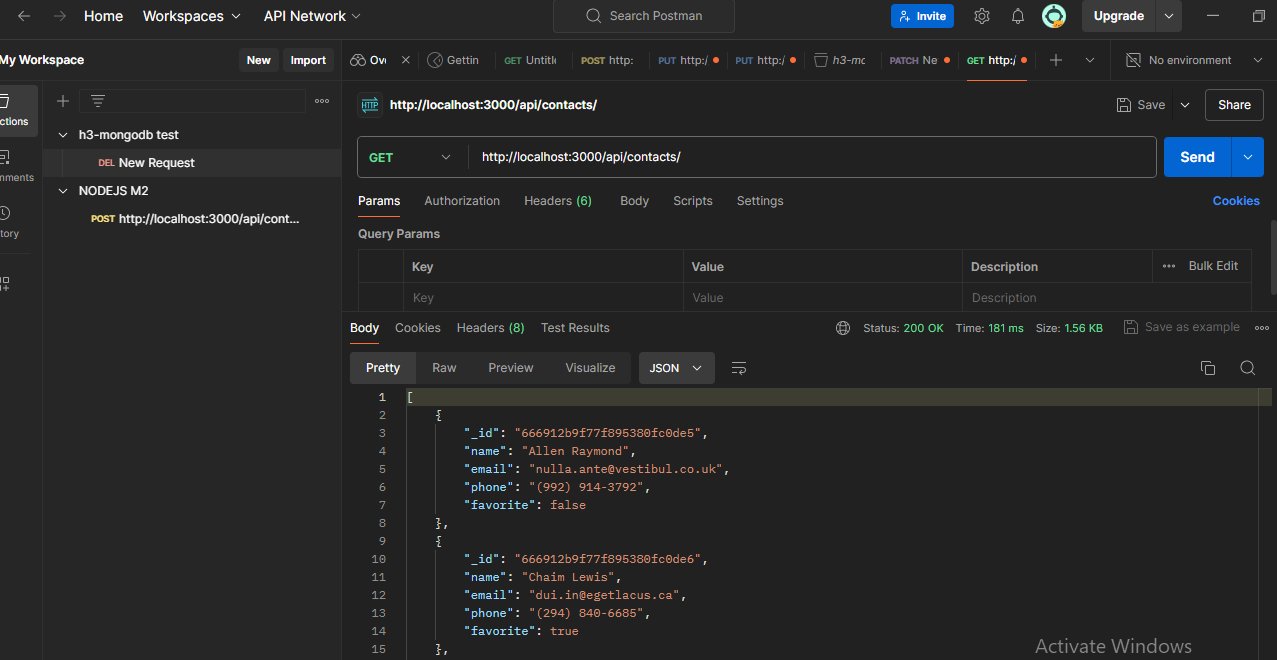 Home Workspaces API Network Search Postman Invite Upgrade
My Workspace New Import Ov Gettin GET Untitle POST http: PUT http:/ PUT http:/ h3-mc PATCH Ne GET http:/ No environment
HTTP http://localhost:3000/api/contacts/ Save Share
ctions
h3-mongodb test
GET http://localhost:3000/api/contacts/ Send
DEL New Request
nments
NODEJS M2
Params Authorization Headers (6) Body Scripts Settings Cookies
POST http://localhost:3000/api/cont...
tory
Query Params
Key Value Description Bulk Edit
Key Value Description
Body Cookies Headers (8) Test Results Status: 200 OK Time: 181 ms Size: 1.56 KB Save as example
Pretty Raw Preview Visualize JSON
1 [
2 {
3 "_id": "666912b9f77f895380fc0de5",
4 "name": "Allen Raymond",
5 "email": "nulla.ante@vestibul.co.uk",
6 "phone": "(992) 914-3792",
7 "favorite": false
8 },
9 {
10 "_id": "666912b9f77f895380fc0de6",
11 "name": "Chaim Lewis",
12 "email": "dui.in@egetlacus.ca",
13 "phone": "(294) 840-6685",
14 "favorite": true
15 },
Activate Windows